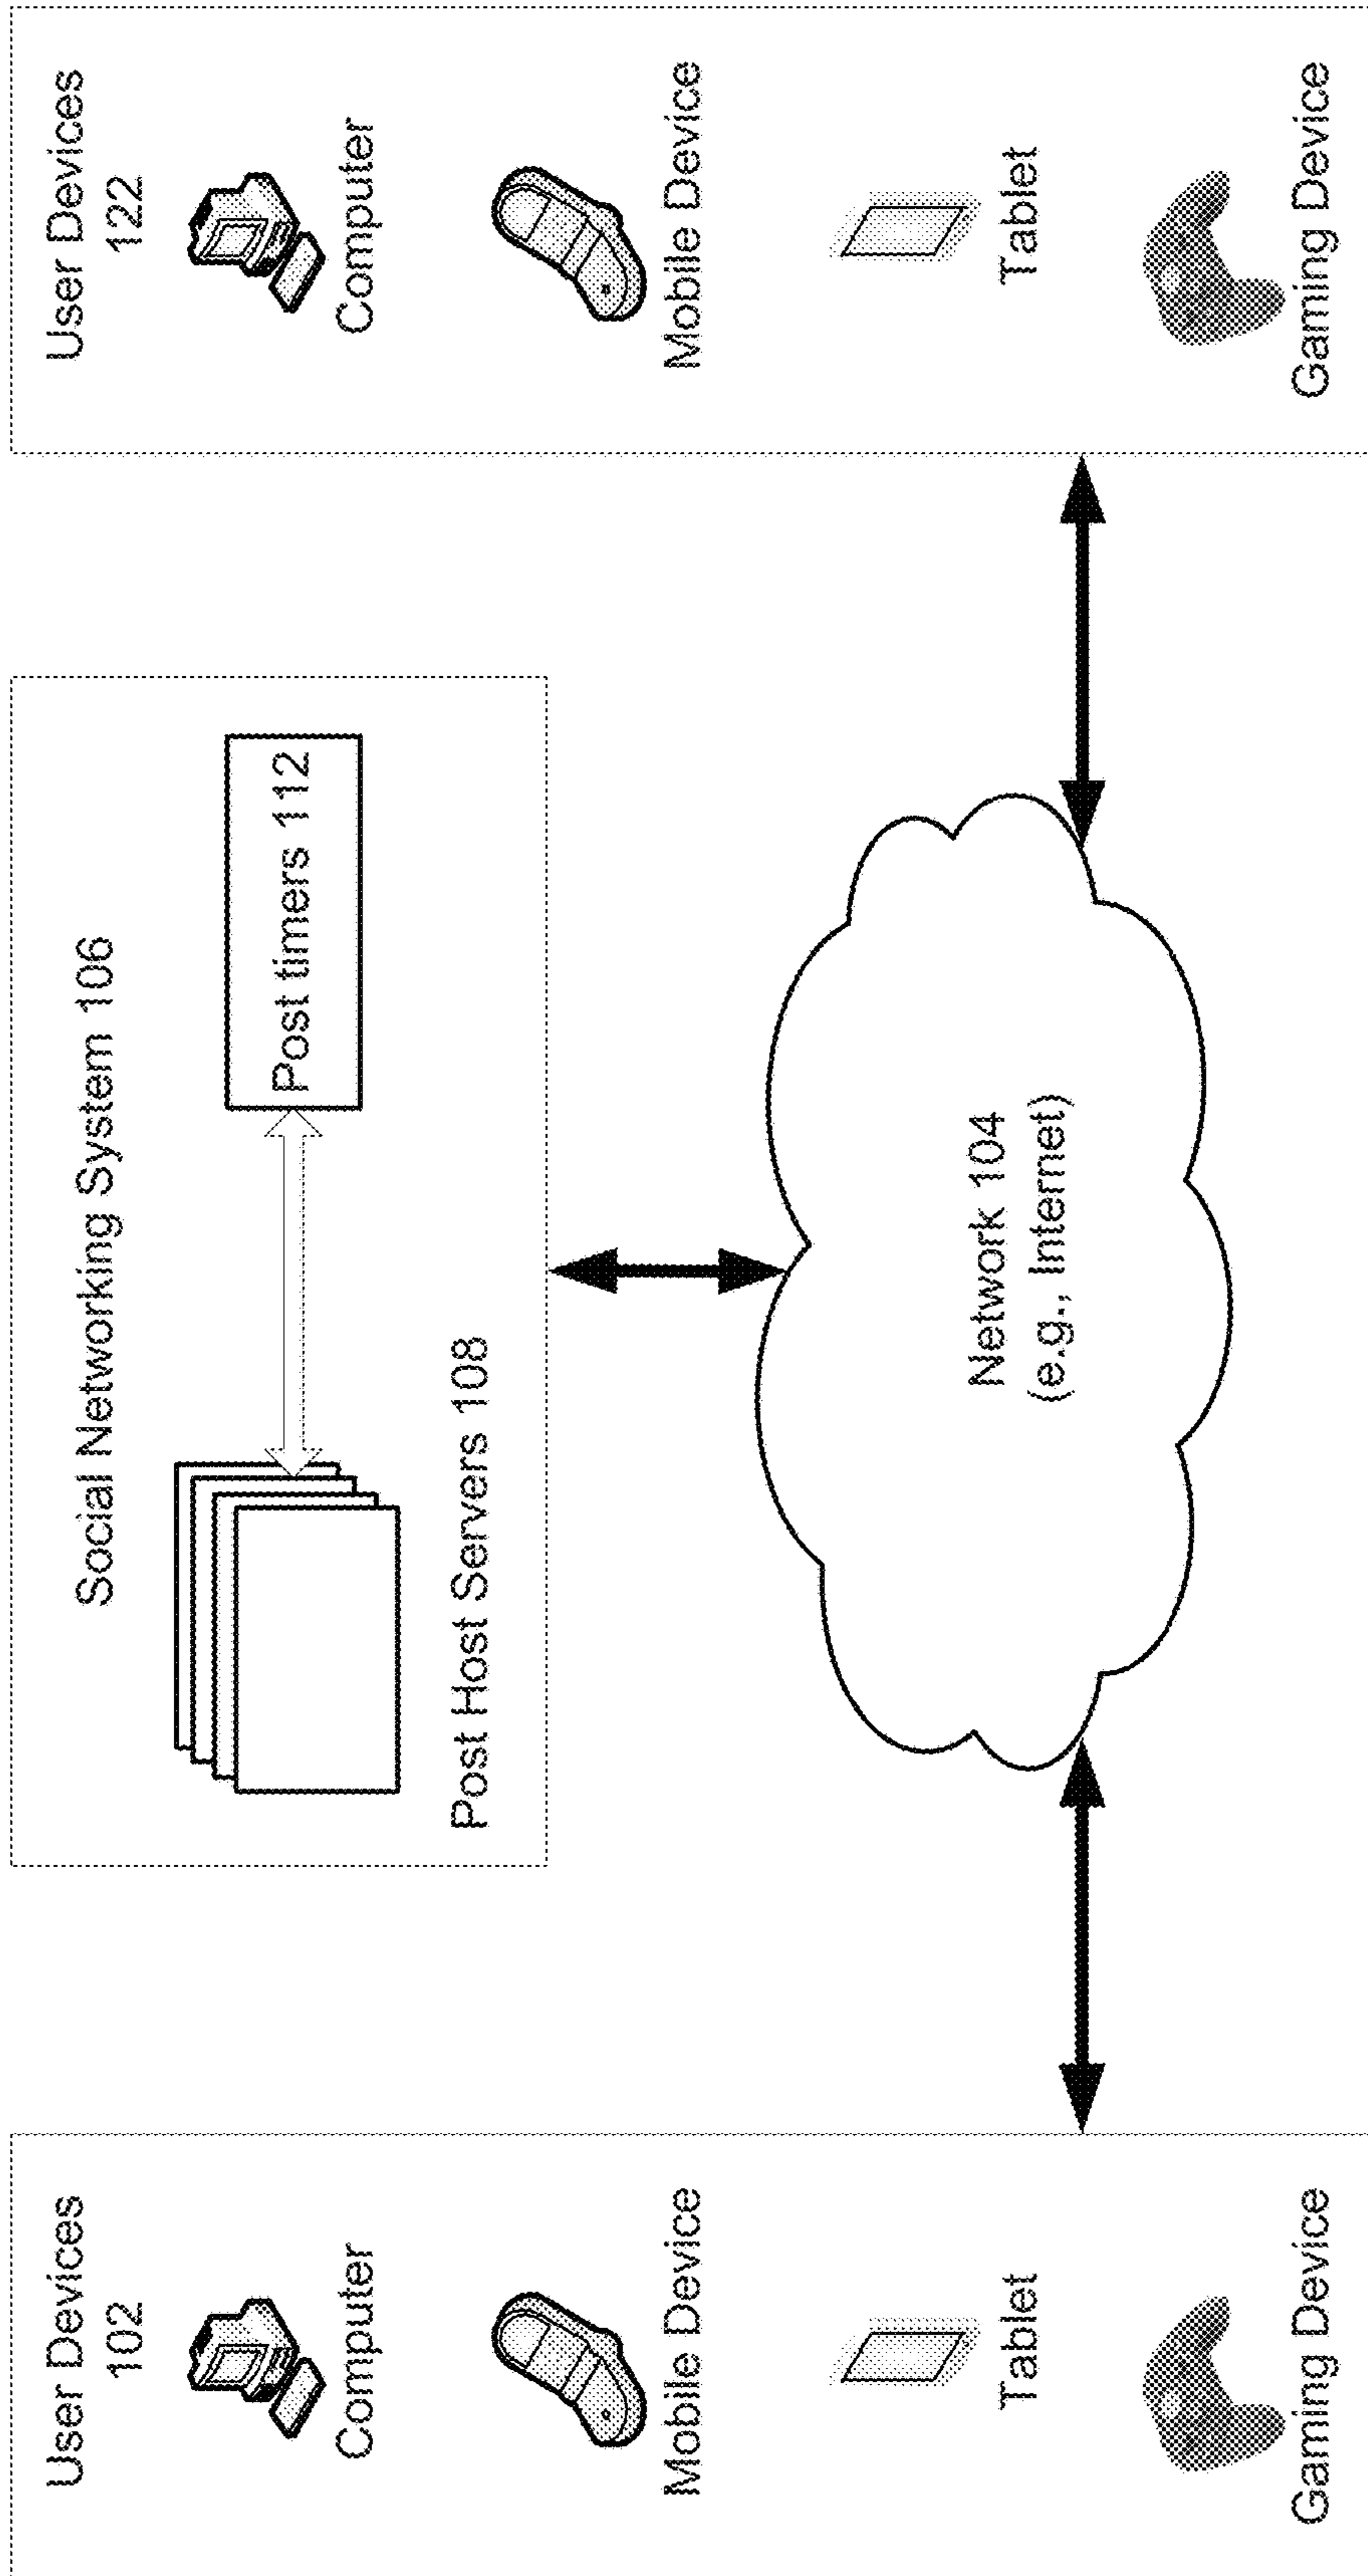 User Devices
102
Computer
Mobile Device
Tablet
Gaming Device
Social Networking System 106
Post timers 112
Post Host Servers 108
Network 104
(e.g., Internet)
User Devices
122
Computer
Mobile Device
Tablet
Gaming Device